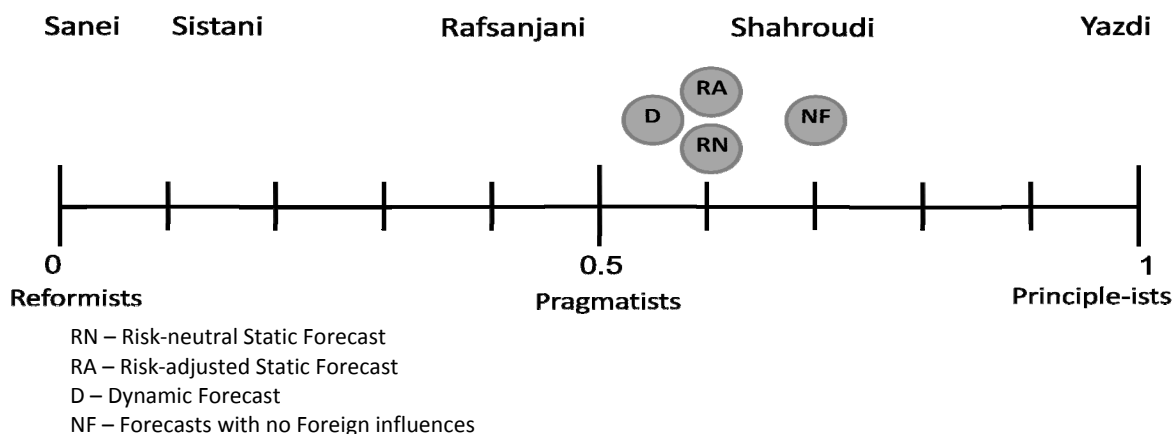 Sanei Sistani Rafsanjani Shahroudi Yazdi
RA
D NF
RN
0 0.5 1
Reformists Pragmatists Principle-ists
RN – Risk-neutral Static Forecast
RA – Risk-adjusted Static Forecast
D – Dynamic Forecast
NF – Forecasts with no Foreign influences